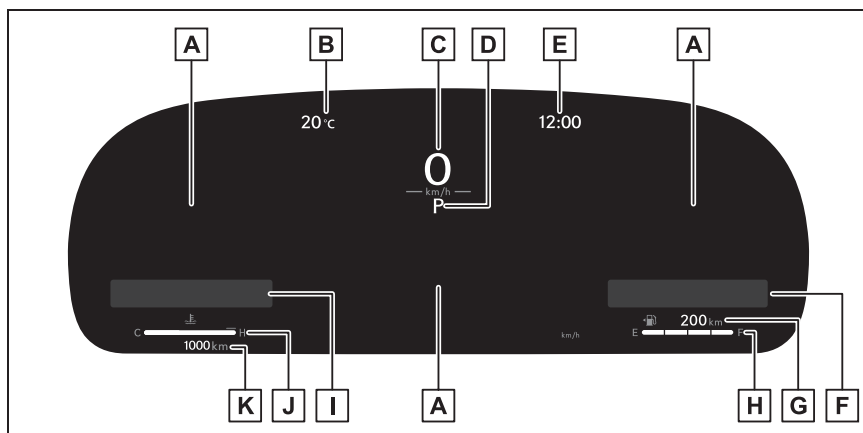 A B C D E A
20 °C
12:00
0
km/h
P
C H
200 km
E F
km/h
1000 km
K J I A H G F